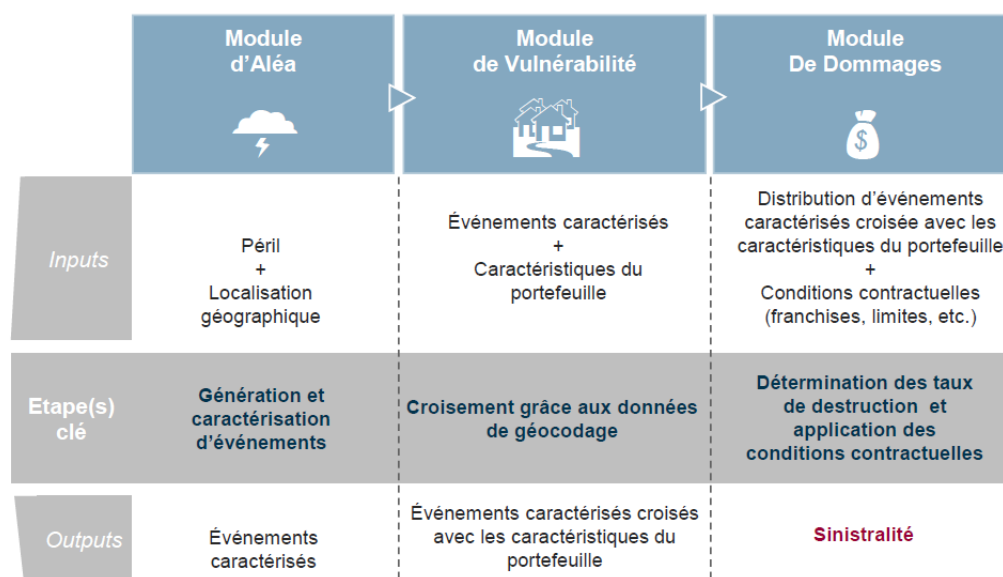 Module
d'Aléa
Module
de Vulnérabilité
Module
De Dommages
$
Inputs
Péril
+
Localisation
géographique
Événements caractérisés
+
Caractéristiques du
portefeuille
Distribution d'événements
caractérisés croisée avec les
caractéristiques du portefeuille
+
Conditions contractuelles
(franchises, limites, etc.)
Etape(s)
clé
Génération et
caractérisation
d'événements
Croisement grâce aux données
de géocodage
Détermination des taux
de destruction et
application des
conditions contractuelles
Outputs
Événements
caractérisés
Événements caractérisés croisés
avec les caractéristiques du
portefeuille
Sinistralité